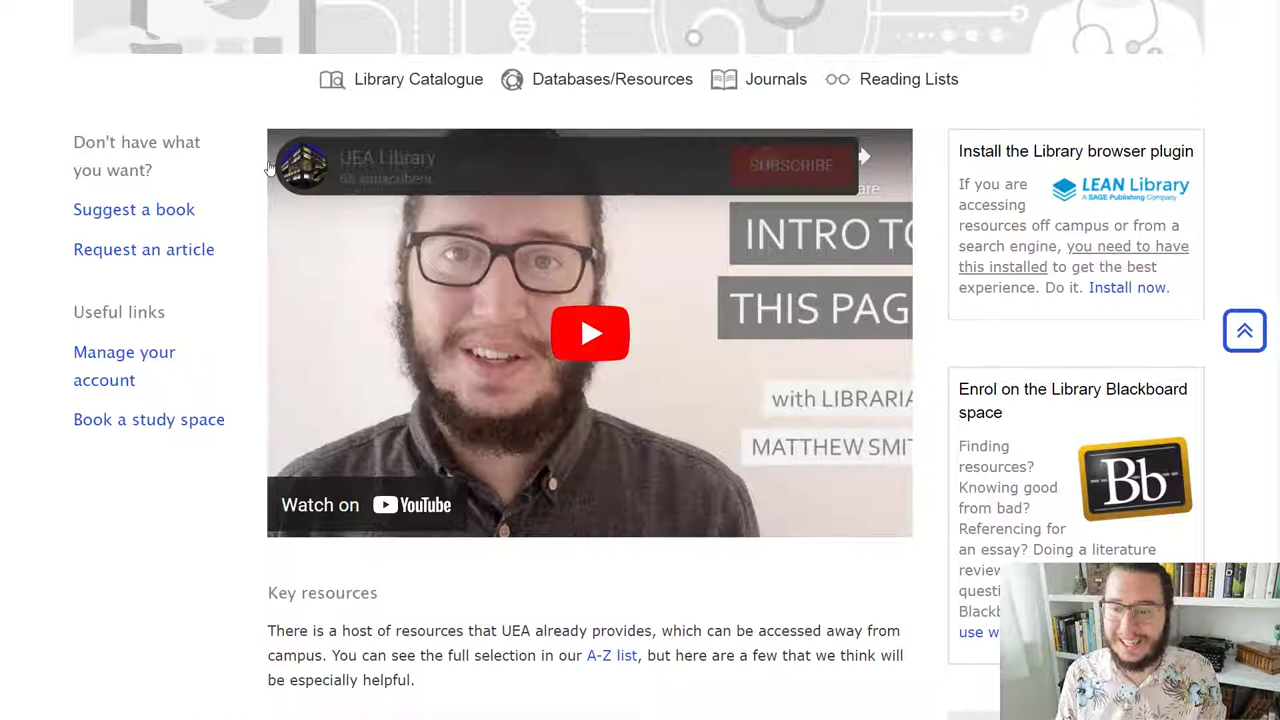 Library Catalogue Databases/Resources Journals Reading Lists
Don't have what
you want?
Suggest a book
Request an article
Useful links
Manage your
account
Book a study space
UEA Library
SUBSCRIBE
INTRO TO
THIS PAG
with LIBRARIA
MATTHEW SMI
Watch on YouTube
Key resources
There is a host of resources that UEA already provides, which can be accessed away from
campus. You can see the full selection in our A-Z list, but here are a few that we think will
be especially helpful.
Install the Library browser plugin
If you are
accessing
resources off campus or from a
search engine, you need to have
this installed to get the best
experience. Do it. Install now.
LEAN Library
A SAGE Publishing Company
Enrol on the Library Blackboard
space
Finding
resources?
Knowing good
from bad?
Referencing for
an essay? Doing a literature
Bb